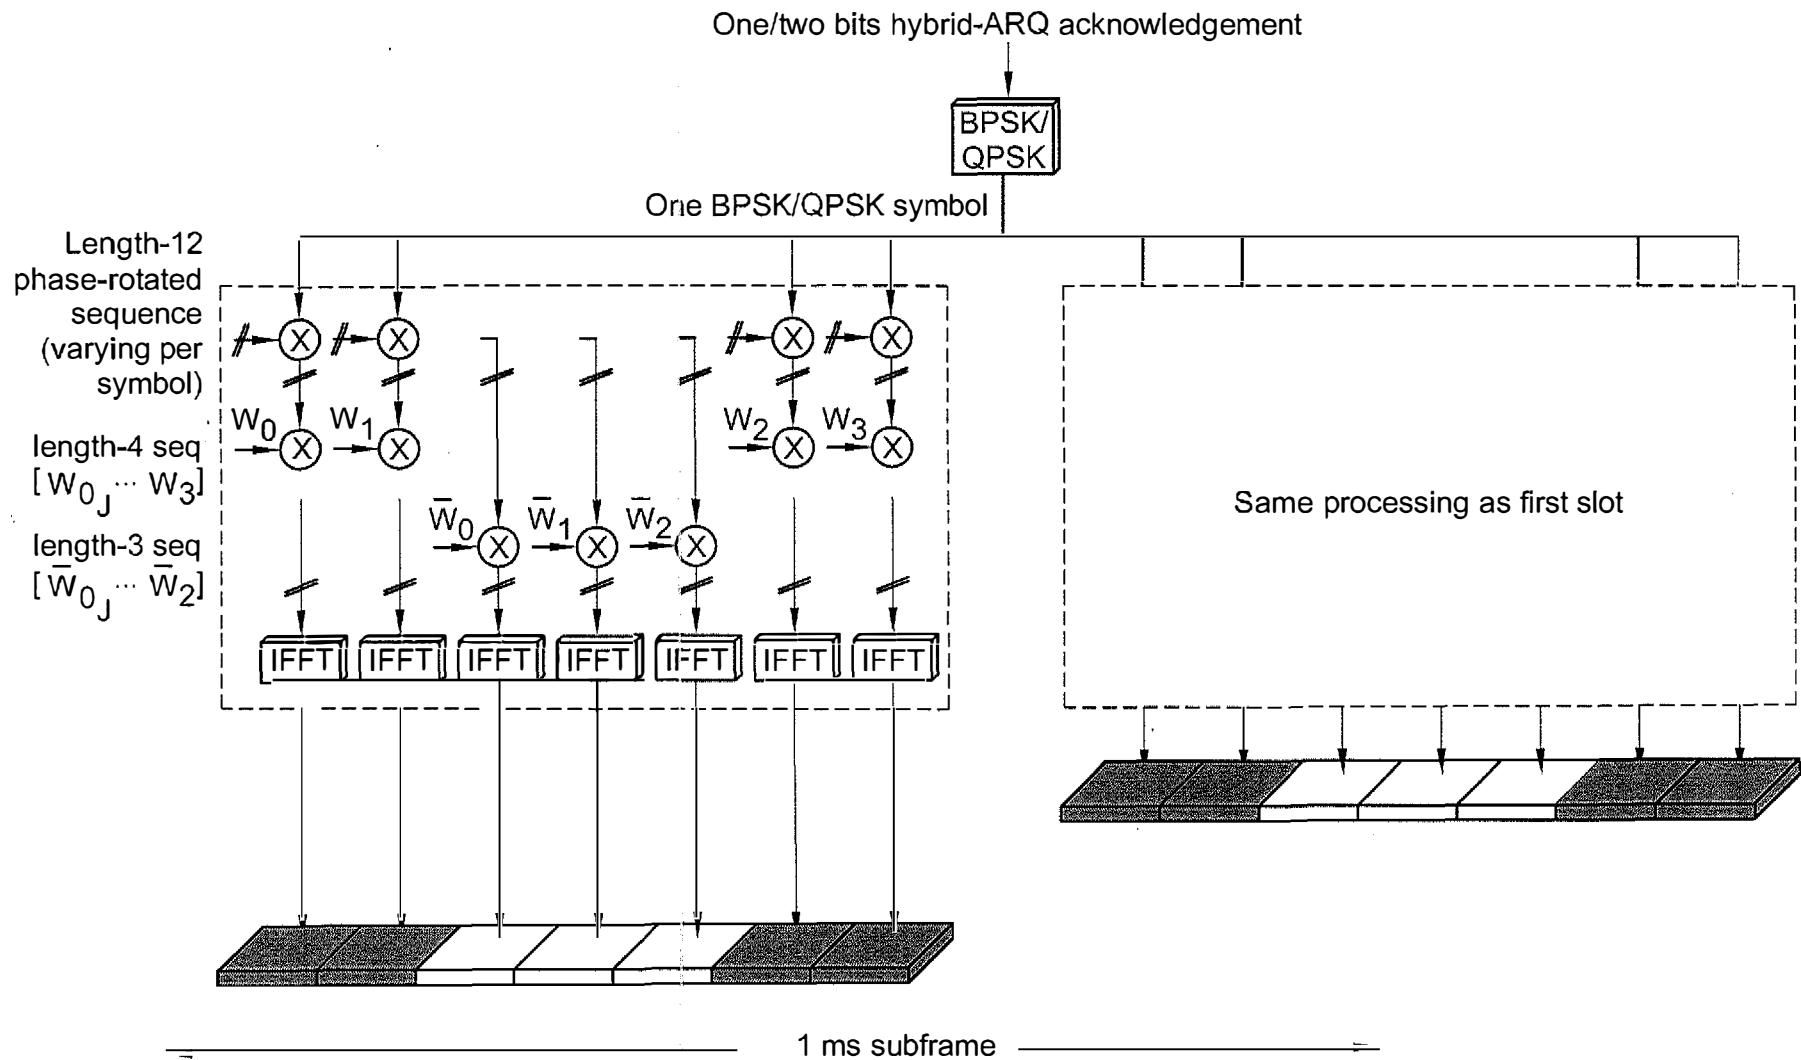 One/two bits hybrid-ARQ acknowledgement
BPSK/
QPSK
One BPSK/QPSK symbol
Length-12
phase-rotated
sequence
(varying per
symbol)
X X X X
W0 W1 W2 W3
X X X X
length-4 seq
[W0J ... W3]
Same processing as first slot
W̅0 W̅1 W̅2
X X X
length-3 seq
[W̅0J ... W̅2]
IFFT IFFT IFFT IFFT IFFT IFFT IFFT
1 ms subframe